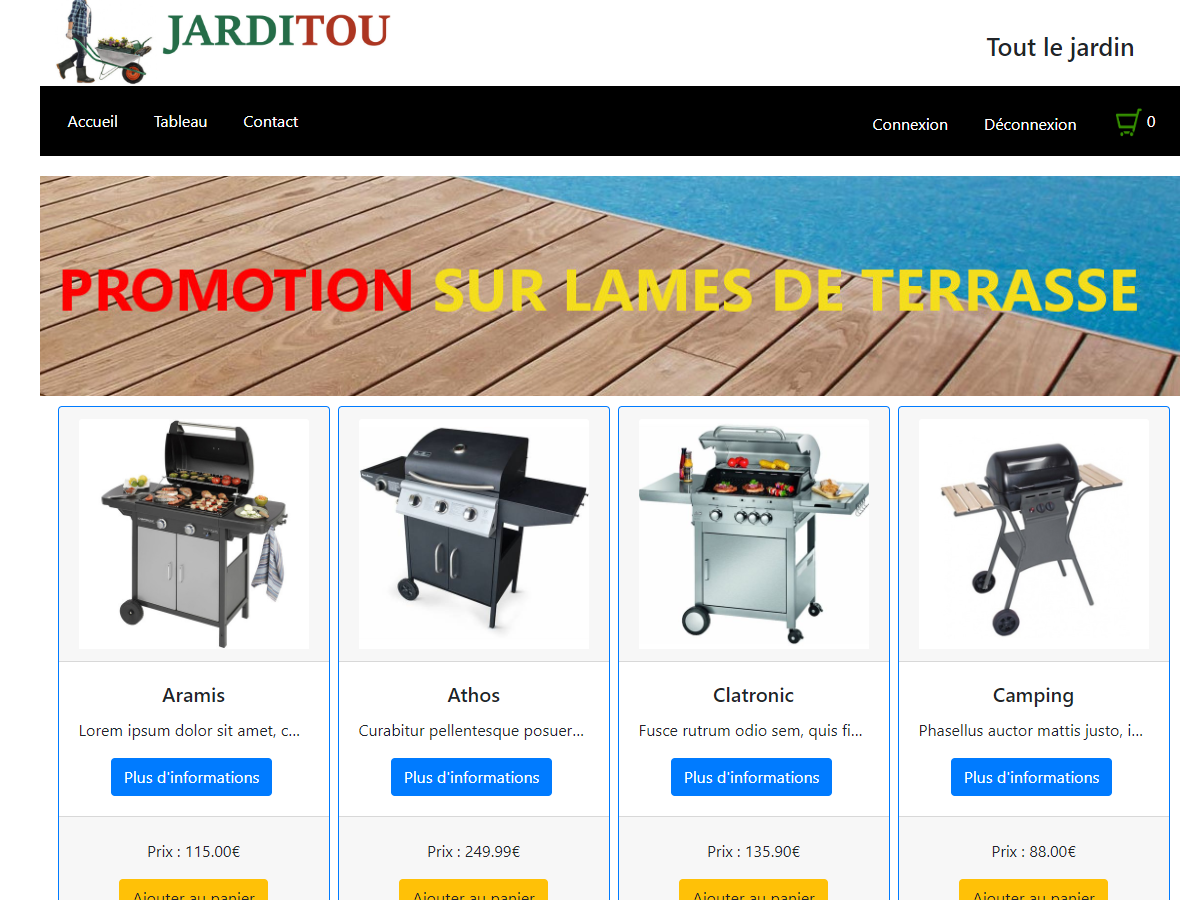 JARDITOU
Tout le jardin
Accueil Tableau Contact Connexion Déconnexion 0
PROMOTION SUR LAMES DE TERRASSE
Aramis
Lorem ipsum dolor sit amet, c...
Plus d'informations
Prix : 115.00€
Ajouter au panier
Athos
Curabitur pellentesque posuer...
Plus d'informations
Prix : 249.99€
Ajouter au panier
Clatronic
Fusce rutrum odio sem, quis fi...
Plus d'informations
Prix : 135.90€
Ajouter au panier
Camping
Phasellus auctor mattis justo, i...
Plus d'informations
Prix : 88.00€
Ajouter au panier